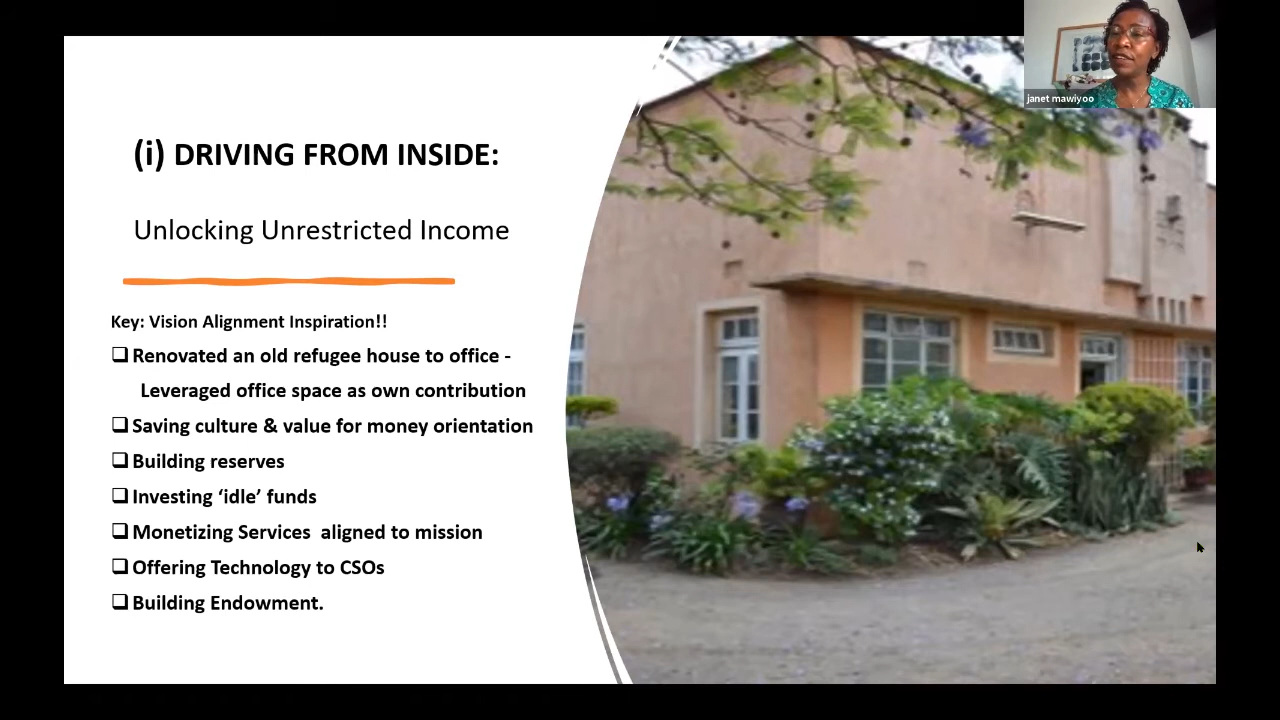 janet mawiyoo
(i) DRIVING FROM INSIDE:
Unlocking Unrestricted Income
Key: Vision Alignment Inspiration!!
❑ Renovated an old refugee house to office -
Leveraged office space as own contribution
❑ Saving culture & value for money orientation
❑ Building reserves
❑ Investing ‘idle’ funds
❑ Monetizing Services  aligned to mission
❑ Offering Technology to CSOs
❑ Building Endowment.